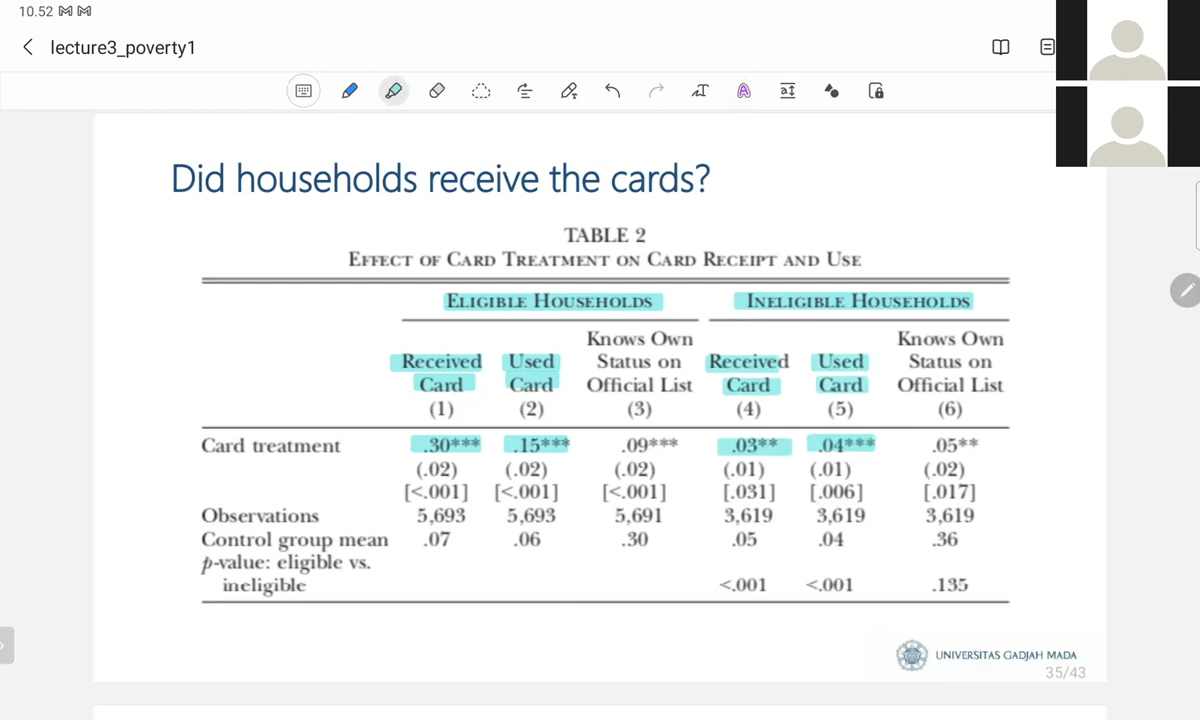 10.52
lecture3_poverty1
Did households receive the cards?
TABLE 2
EFFECT OF CARD TREATMENT ON CARD RECEIPT AND USE
ELIGIBLE HOUSEHOLDS INELIGIBLE HOUSEHOLDS
Received Card (1) Used Card (2) Knows Own Status on Official List (3) Received Card (4) Used Card (5) Knows Own Status on Official List (6)
Card treatment .30*** .15*** .09*** .03** .04*** .05**
(.02) (.02) (.02) (.01) (.01) (.02)
[<.001] [<.001] [<.001] [.031] [.006] [.017]
Observations 5,693 5,693 5,691 3,619 3,619 3,619
Control group mean .07 .06 .30 .05 .04 .36
p-value: eligible vs.
ineligible <.001 <.001 .135
UNIVERSITAS GADJAH MADA
35/43